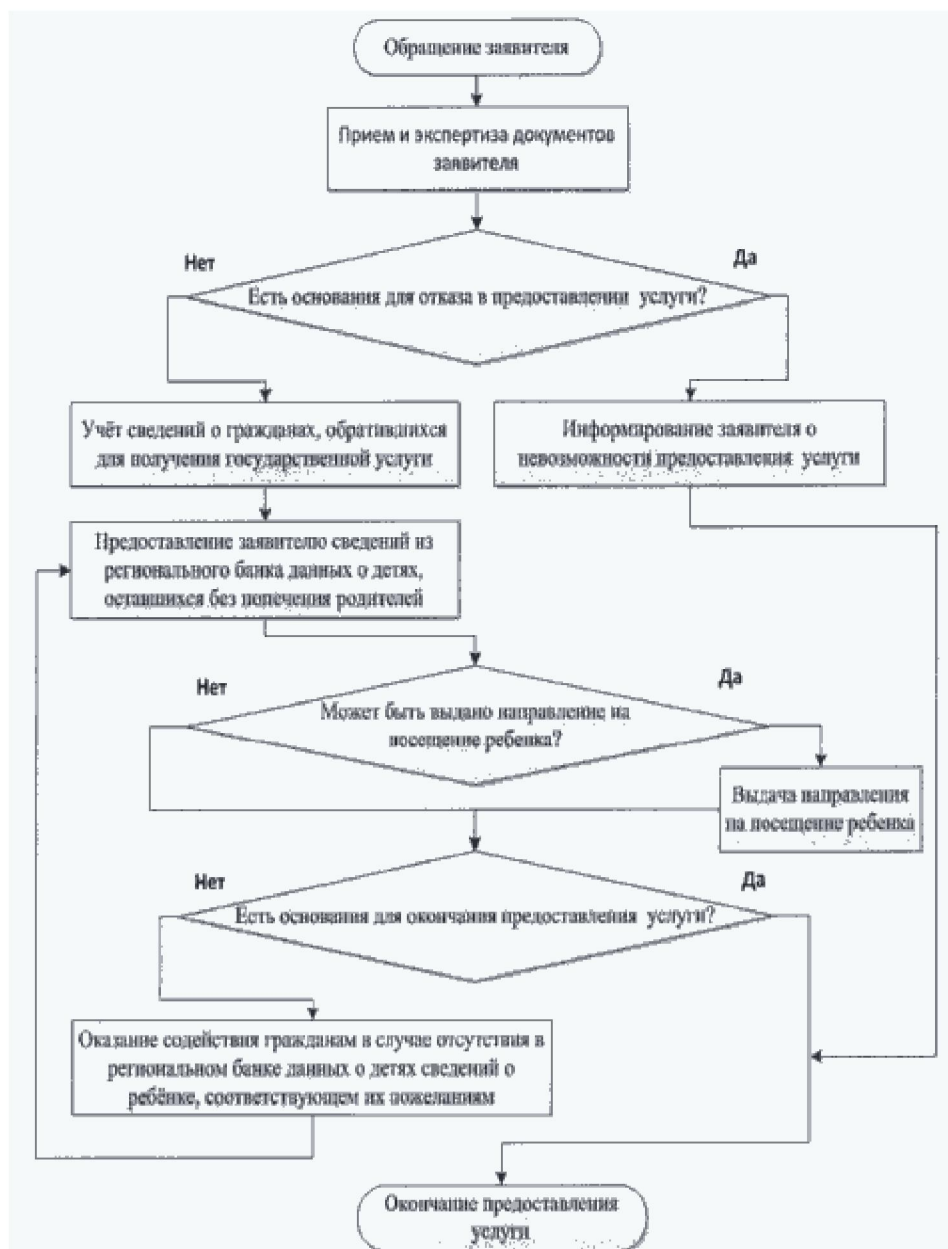 Обращение заявителя
Прием и экспертиза документов
заявителя
Нет
Да
Есть основания для отказа в предоставлении услуги?
Учёт сведений о гражданах, обратившихся
для получения государственной услуги
Информирование заявителя о
невозможности предоставления услуги
Предоставление заявителю сведений из
регионального банка данных о детях,
оставшихся без попечения родителей
Нет
Да
Может быть выдано направление на
посещение ребенка?
Выдача направления
на посещение ребенка
Нет
Да
Есть основания для окончания предоставления услуги?
Оказание содействия гражданам в случае отсутствия в
региональном банке данных о детях сведений о
ребёнке, соответствующем их пожеланиям
Окончание предоставления
услуги